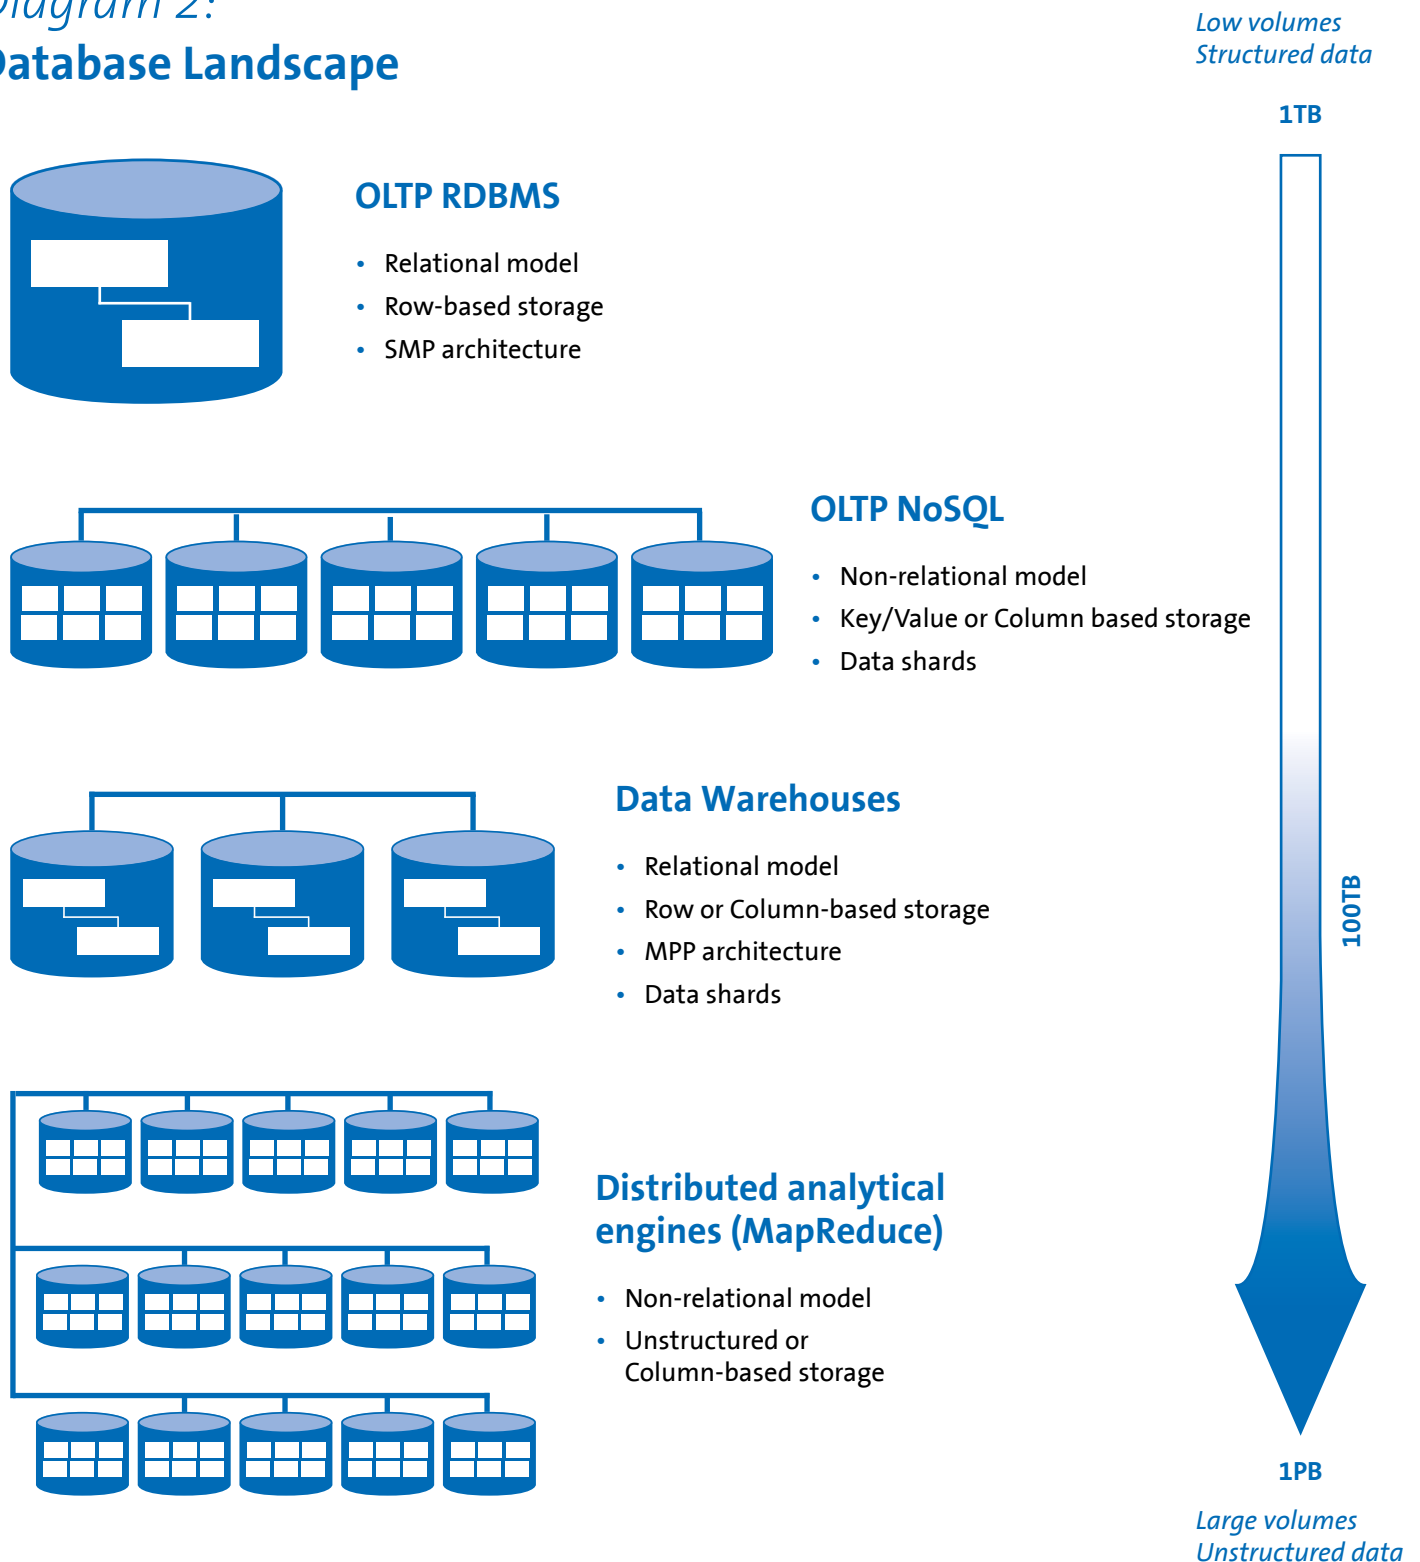 Diagram 2:
Database Landscape
Low volumes
Structured data
1TB
OLTP RDBMS
• Relational model
• Row-based storage
• SMP architecture
OLTP NoSQL
• Non-relational model
• Key/Value or Column based storage
• Data shards
Data Warehouses
• Relational model
• Row or Column-based storage
• MPP architecture
• Data shards
100TB
Distributed analytical
engines (MapReduce)
• Non-relational model
• Unstructured or
Column-based storage
1PB
Large volumes
Unstructured data